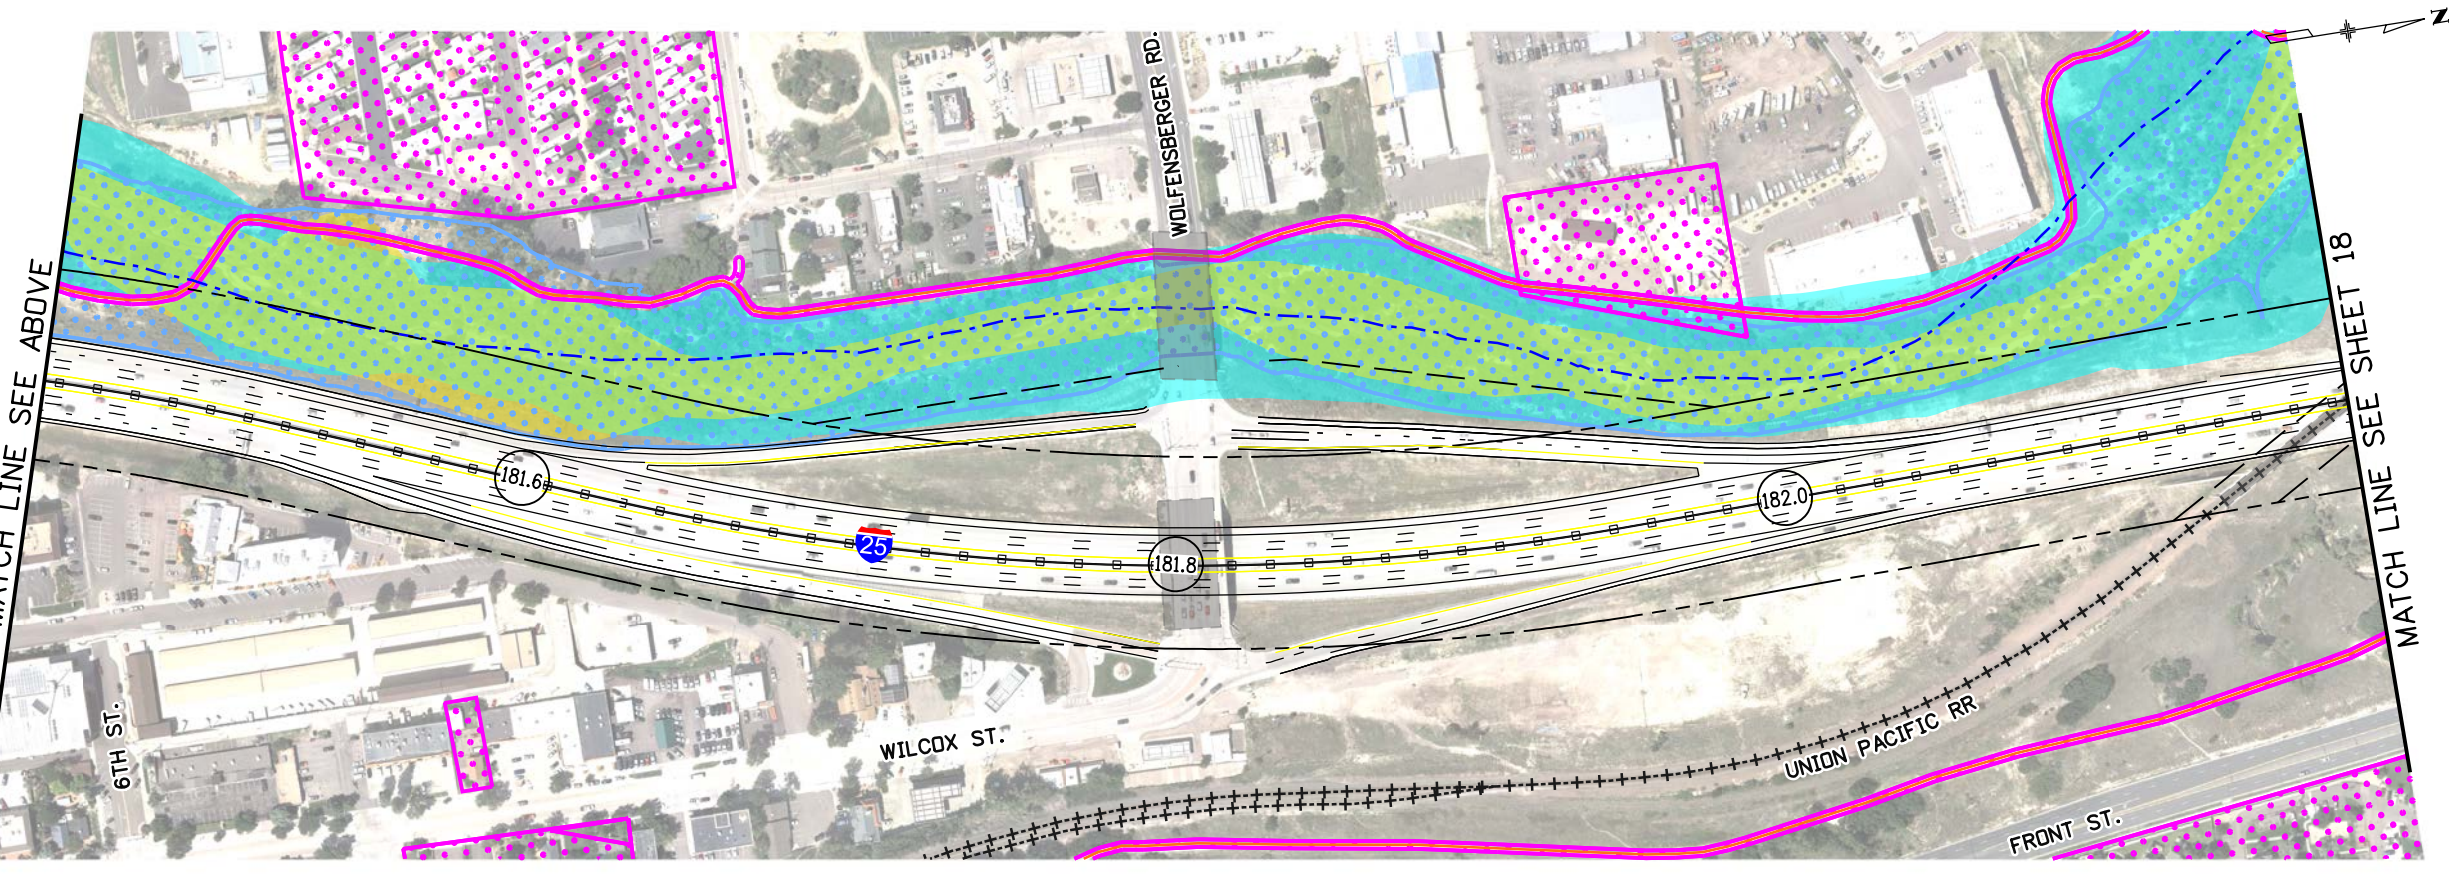 N
WOLFENSBERGER RD.
MATCH LINE SEE ABOVE
MATCH LINE SEE SHEET 18
181.6
25
181.8
182.0
6TH ST.
WILCOX ST.
UNION PACIFIC RR
FRONT ST.